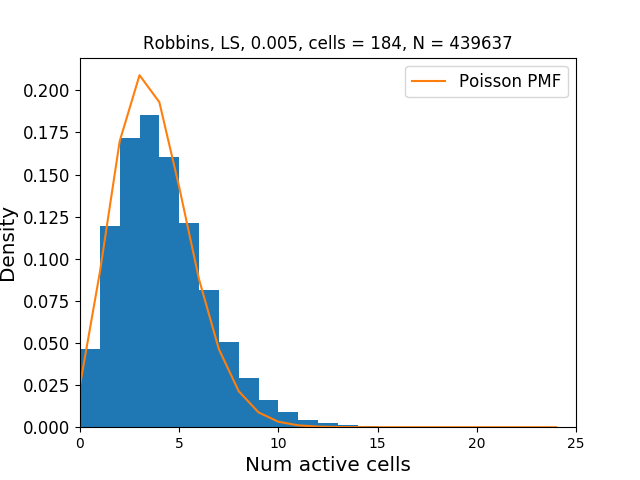 Robbins, LS, 0.005, cells = 184, N = 439637
Poisson PMF
Density
0.200
0.175
0.150
0.125
0.100
0.075
0.050
0.025
0.000
0 5 10 15 20 25
Num active cells